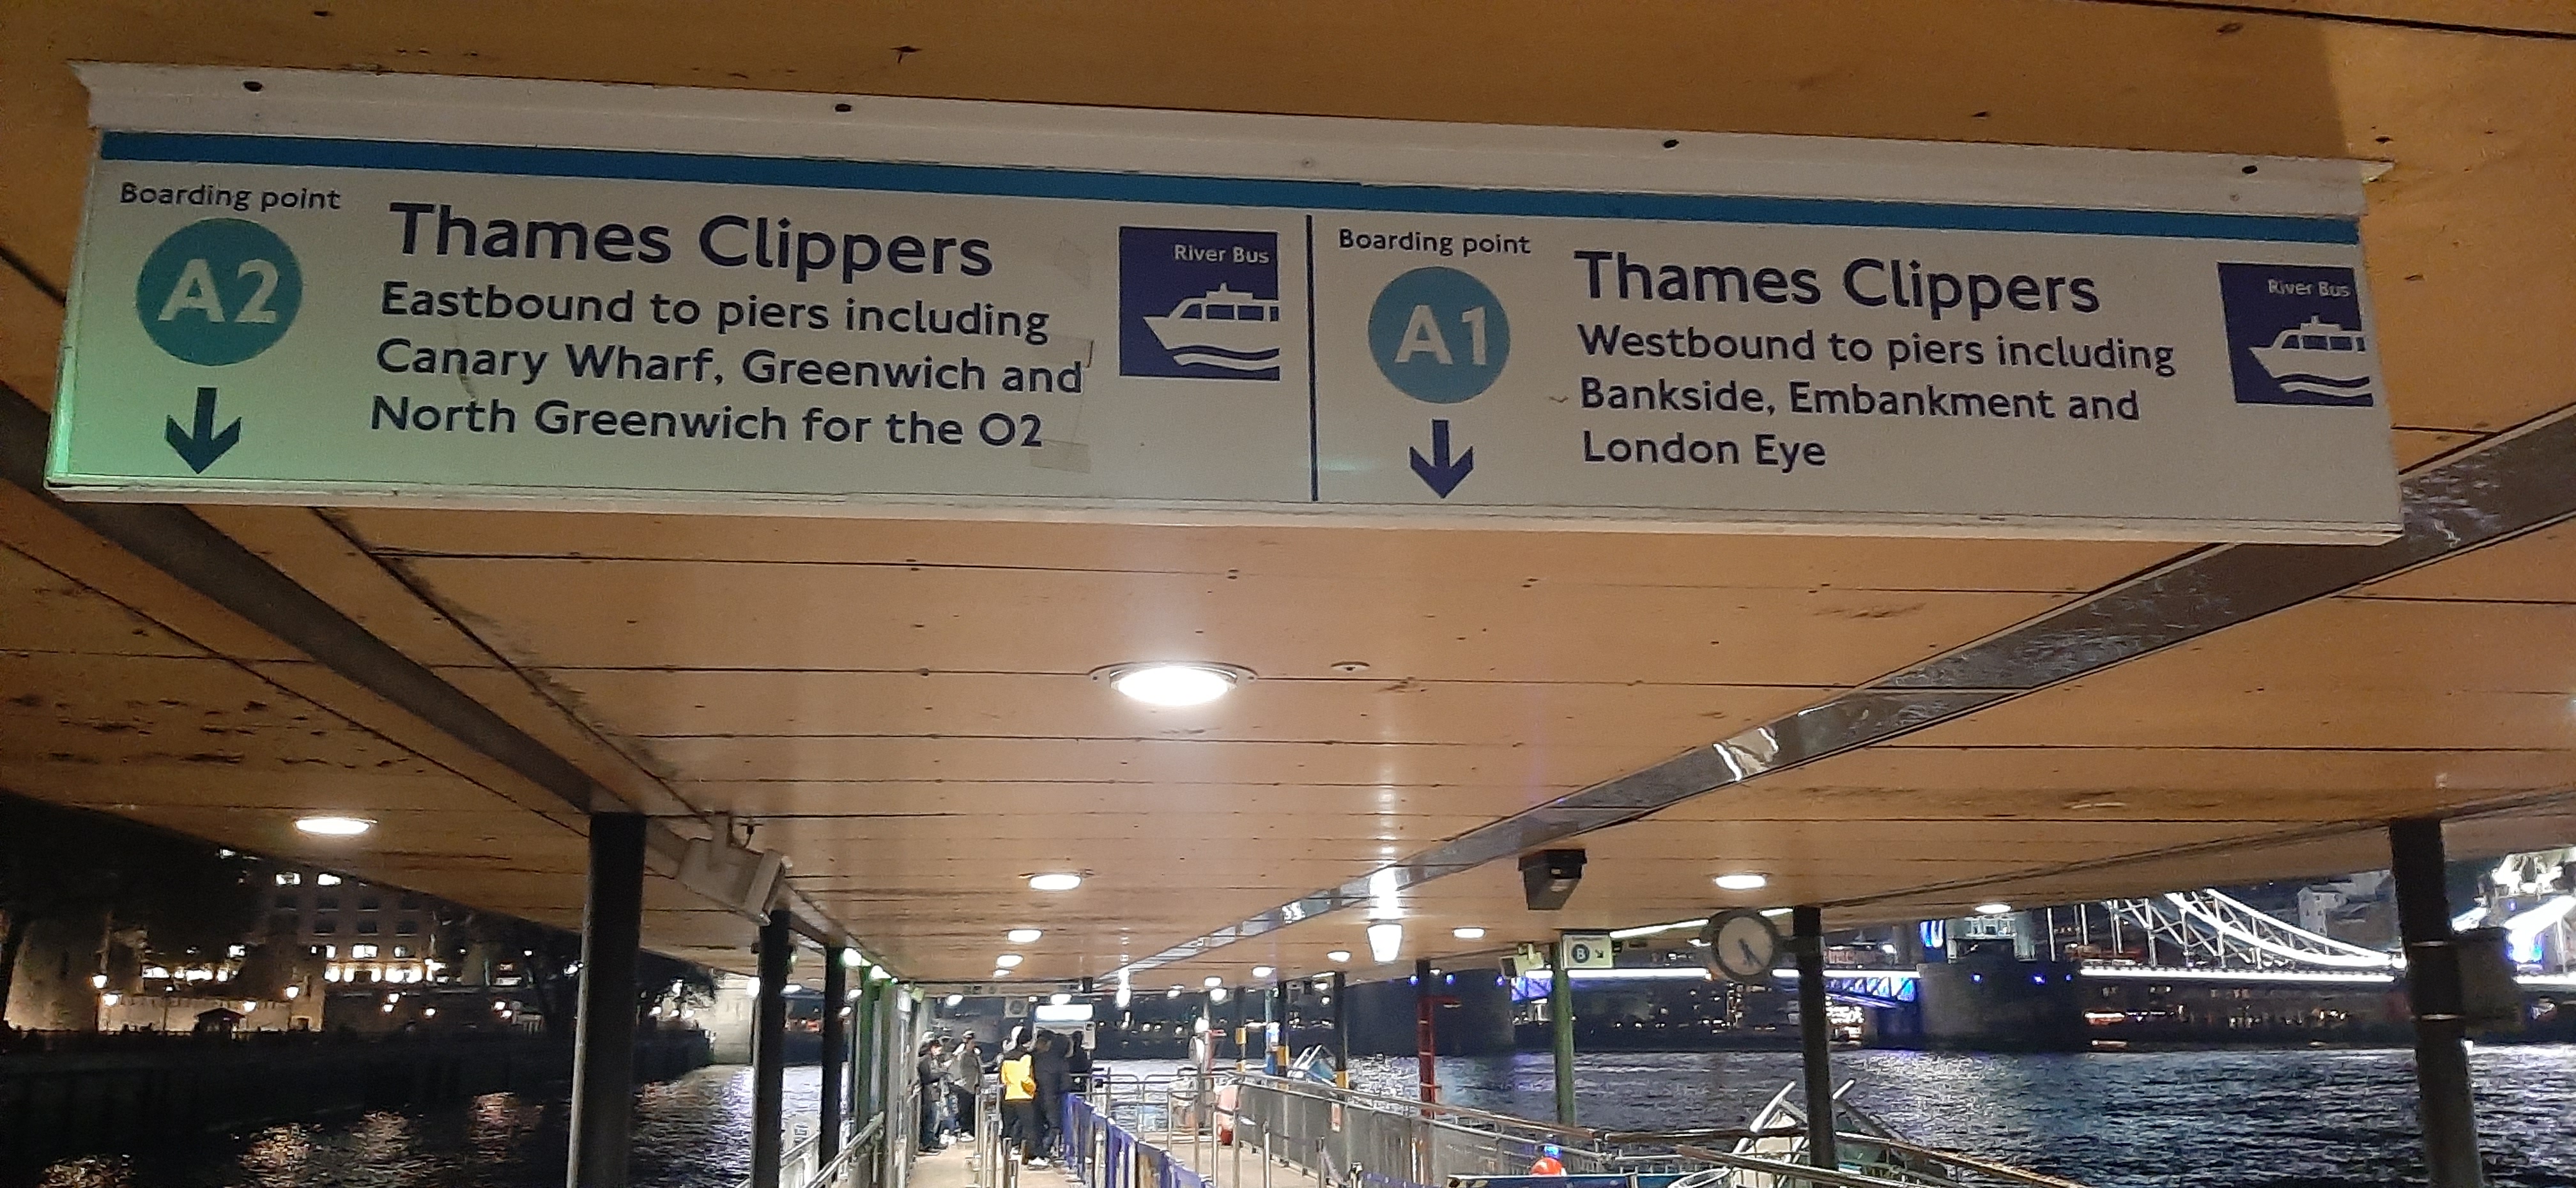 Boarding point
A2
Thames Clippers
Eastbound to piers including
Canary Wharf, Greenwich and
North Greenwich for the O2
River Bus
Boarding point
A1
Thames Clippers
Westbound to piers including
Bankside, Embankment and
London Eye
River Bus
B